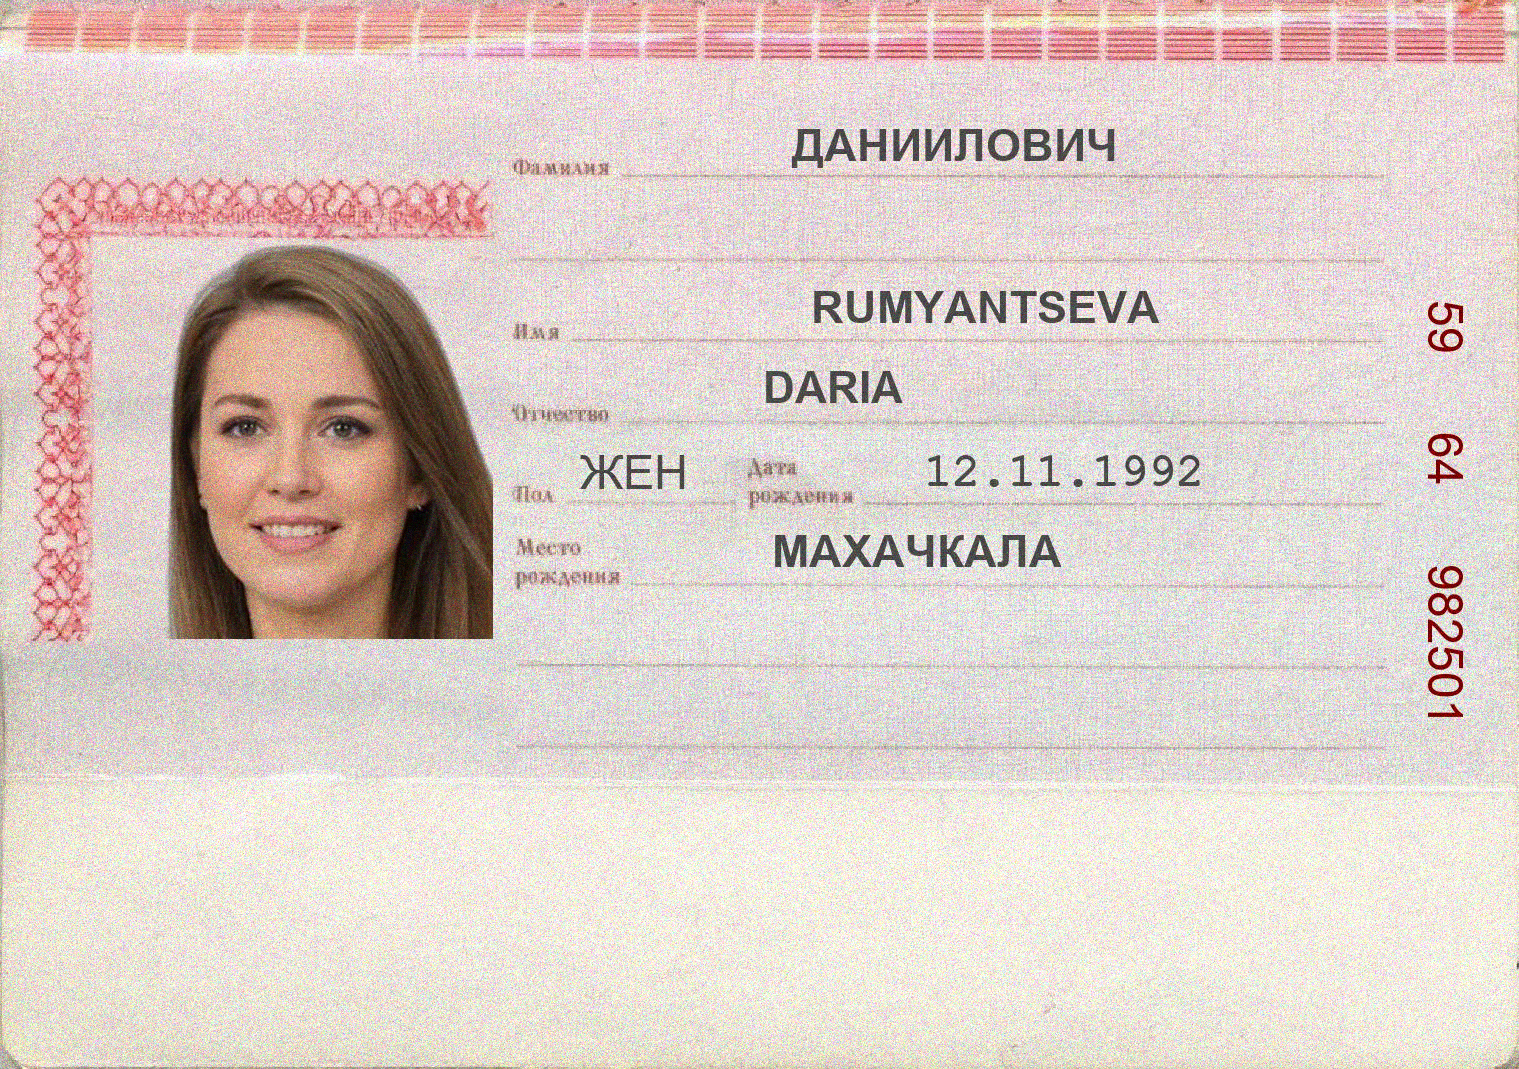 Фамилия ДАНИИЛОВИЧ
Имя RUMYANTSEVA
Отчество DARIA
Пол ЖЕН Дата рождения 12.11.1992
Место рождения МАХАЧКАЛА
59 64 982501